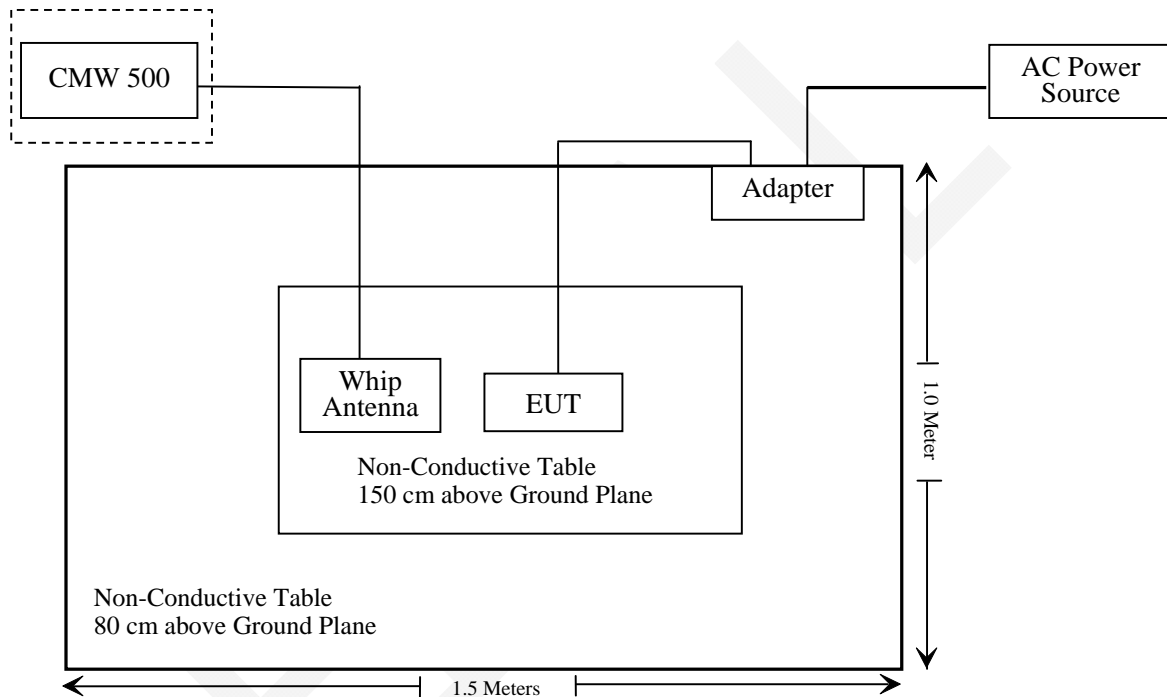 CMW 500
AC Power
Source
Adapter
Whip
Antenna
EUT
1.0 Meter
Non-Conductive Table
150 cm above Ground Plane
Non-Conductive Table
80 cm above Ground Plane
1.5 Meters